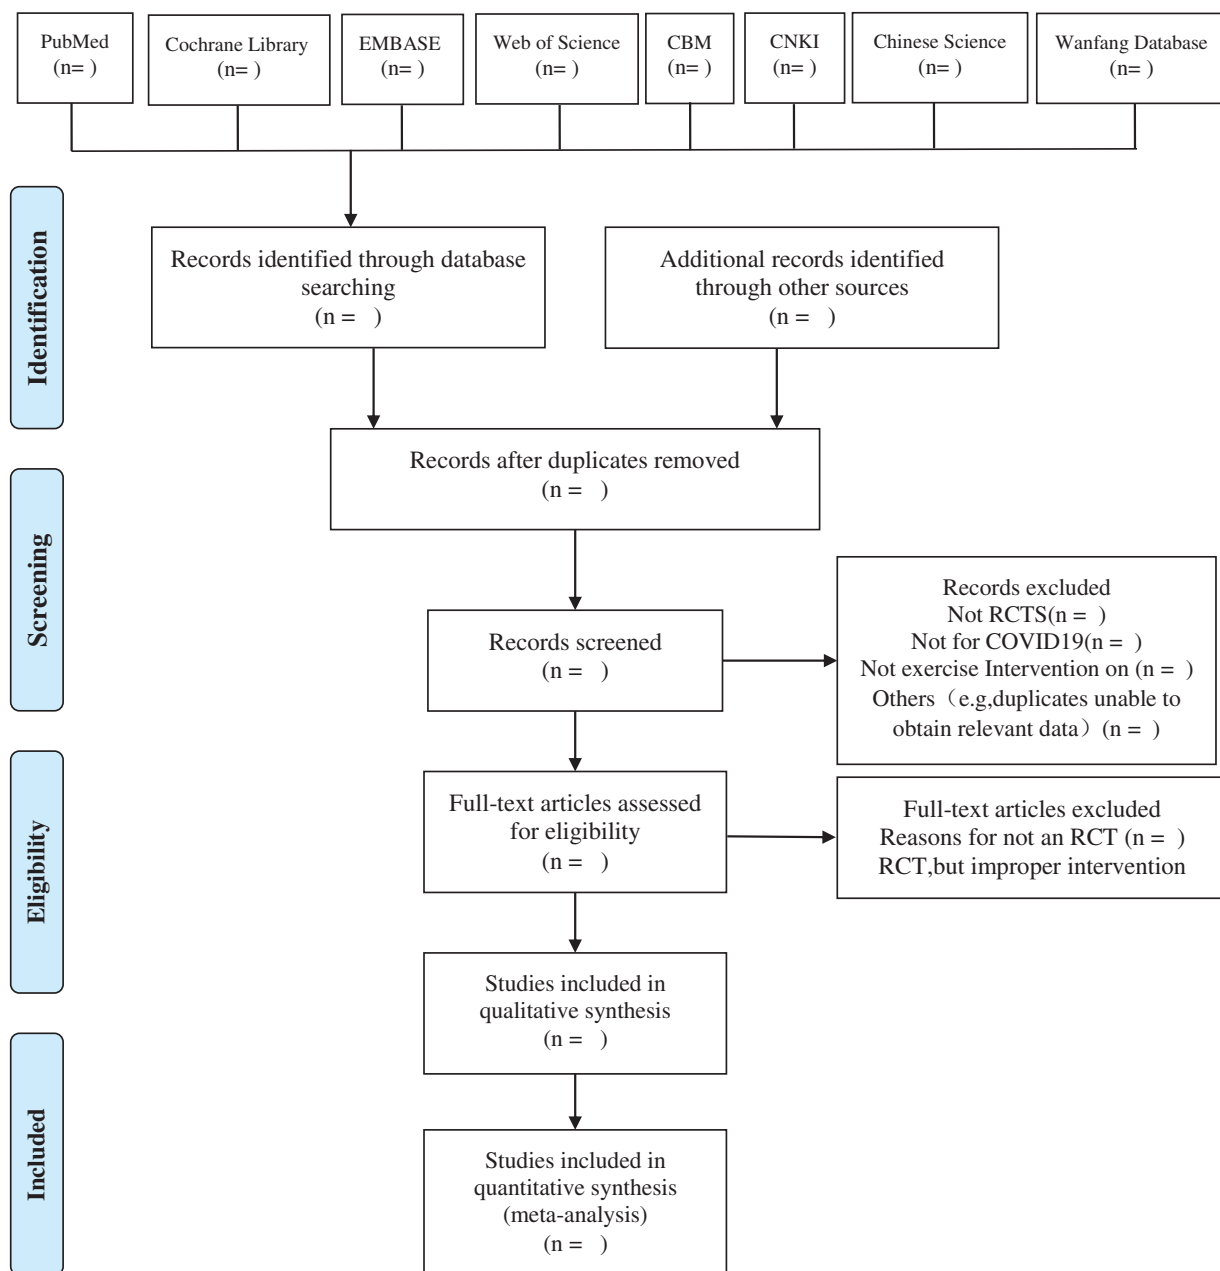 PubMed
(n= )
Cochrane Library
(n= )
EMBASE
(n= )
Web of Science
(n= )
CBM
(n= )
CNKI
(n= )
Chinese Science
(n= )
Wanfang Database
(n= )
Identification
Records identified through database
searching
(n = )
Additional records identified
through other sources
(n = )
Records after duplicates removed
(n = )
Screening
Records screened
(n = )
Records excluded
Not RCTS(n = )
Not for COVID19(n = )
Not exercise Intervention on (n = )
Others（e.g,duplicates unable to
obtain relevant data）(n = )
Eligibility
Full-text articles assessed
for eligibility
(n = )
Full-text articles excluded
Reasons for not an RCT (n = )
RCT,but improper intervention
Studies included in
qualitative synthesis
(n = )
Included
Studies included in
quantitative synthesis
(meta-analysis)
(n = )